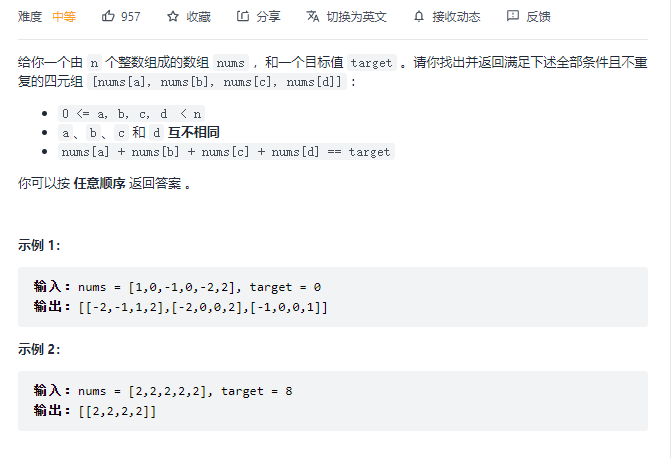 难度 中等 957 收藏 分享 切换为英文 接收动态 反馈
给你一个由 n 个整数组成的数组 nums ，和一个目标值 target 。请你找出并返回满足下述全部条件且不重
复的四元组 [nums[a], nums[b], nums[c], nums[d]] ：
0 <= a, b, c, d < n
a、b、c 和 d 互不相同
nums[a] + nums[b] + nums[c] + nums[d] == target
你可以按 任意顺序 返回答案 。
示例 1：
输入：nums = [1,0,-1,0,-2,2], target = 0
输出：[[-2,-1,1,2],[-2,0,0,2],[-1,0,0,1]]
示例 2：
输入：nums = [2,2,2,2,2], target = 8
输出：[[2,2,2,2]]